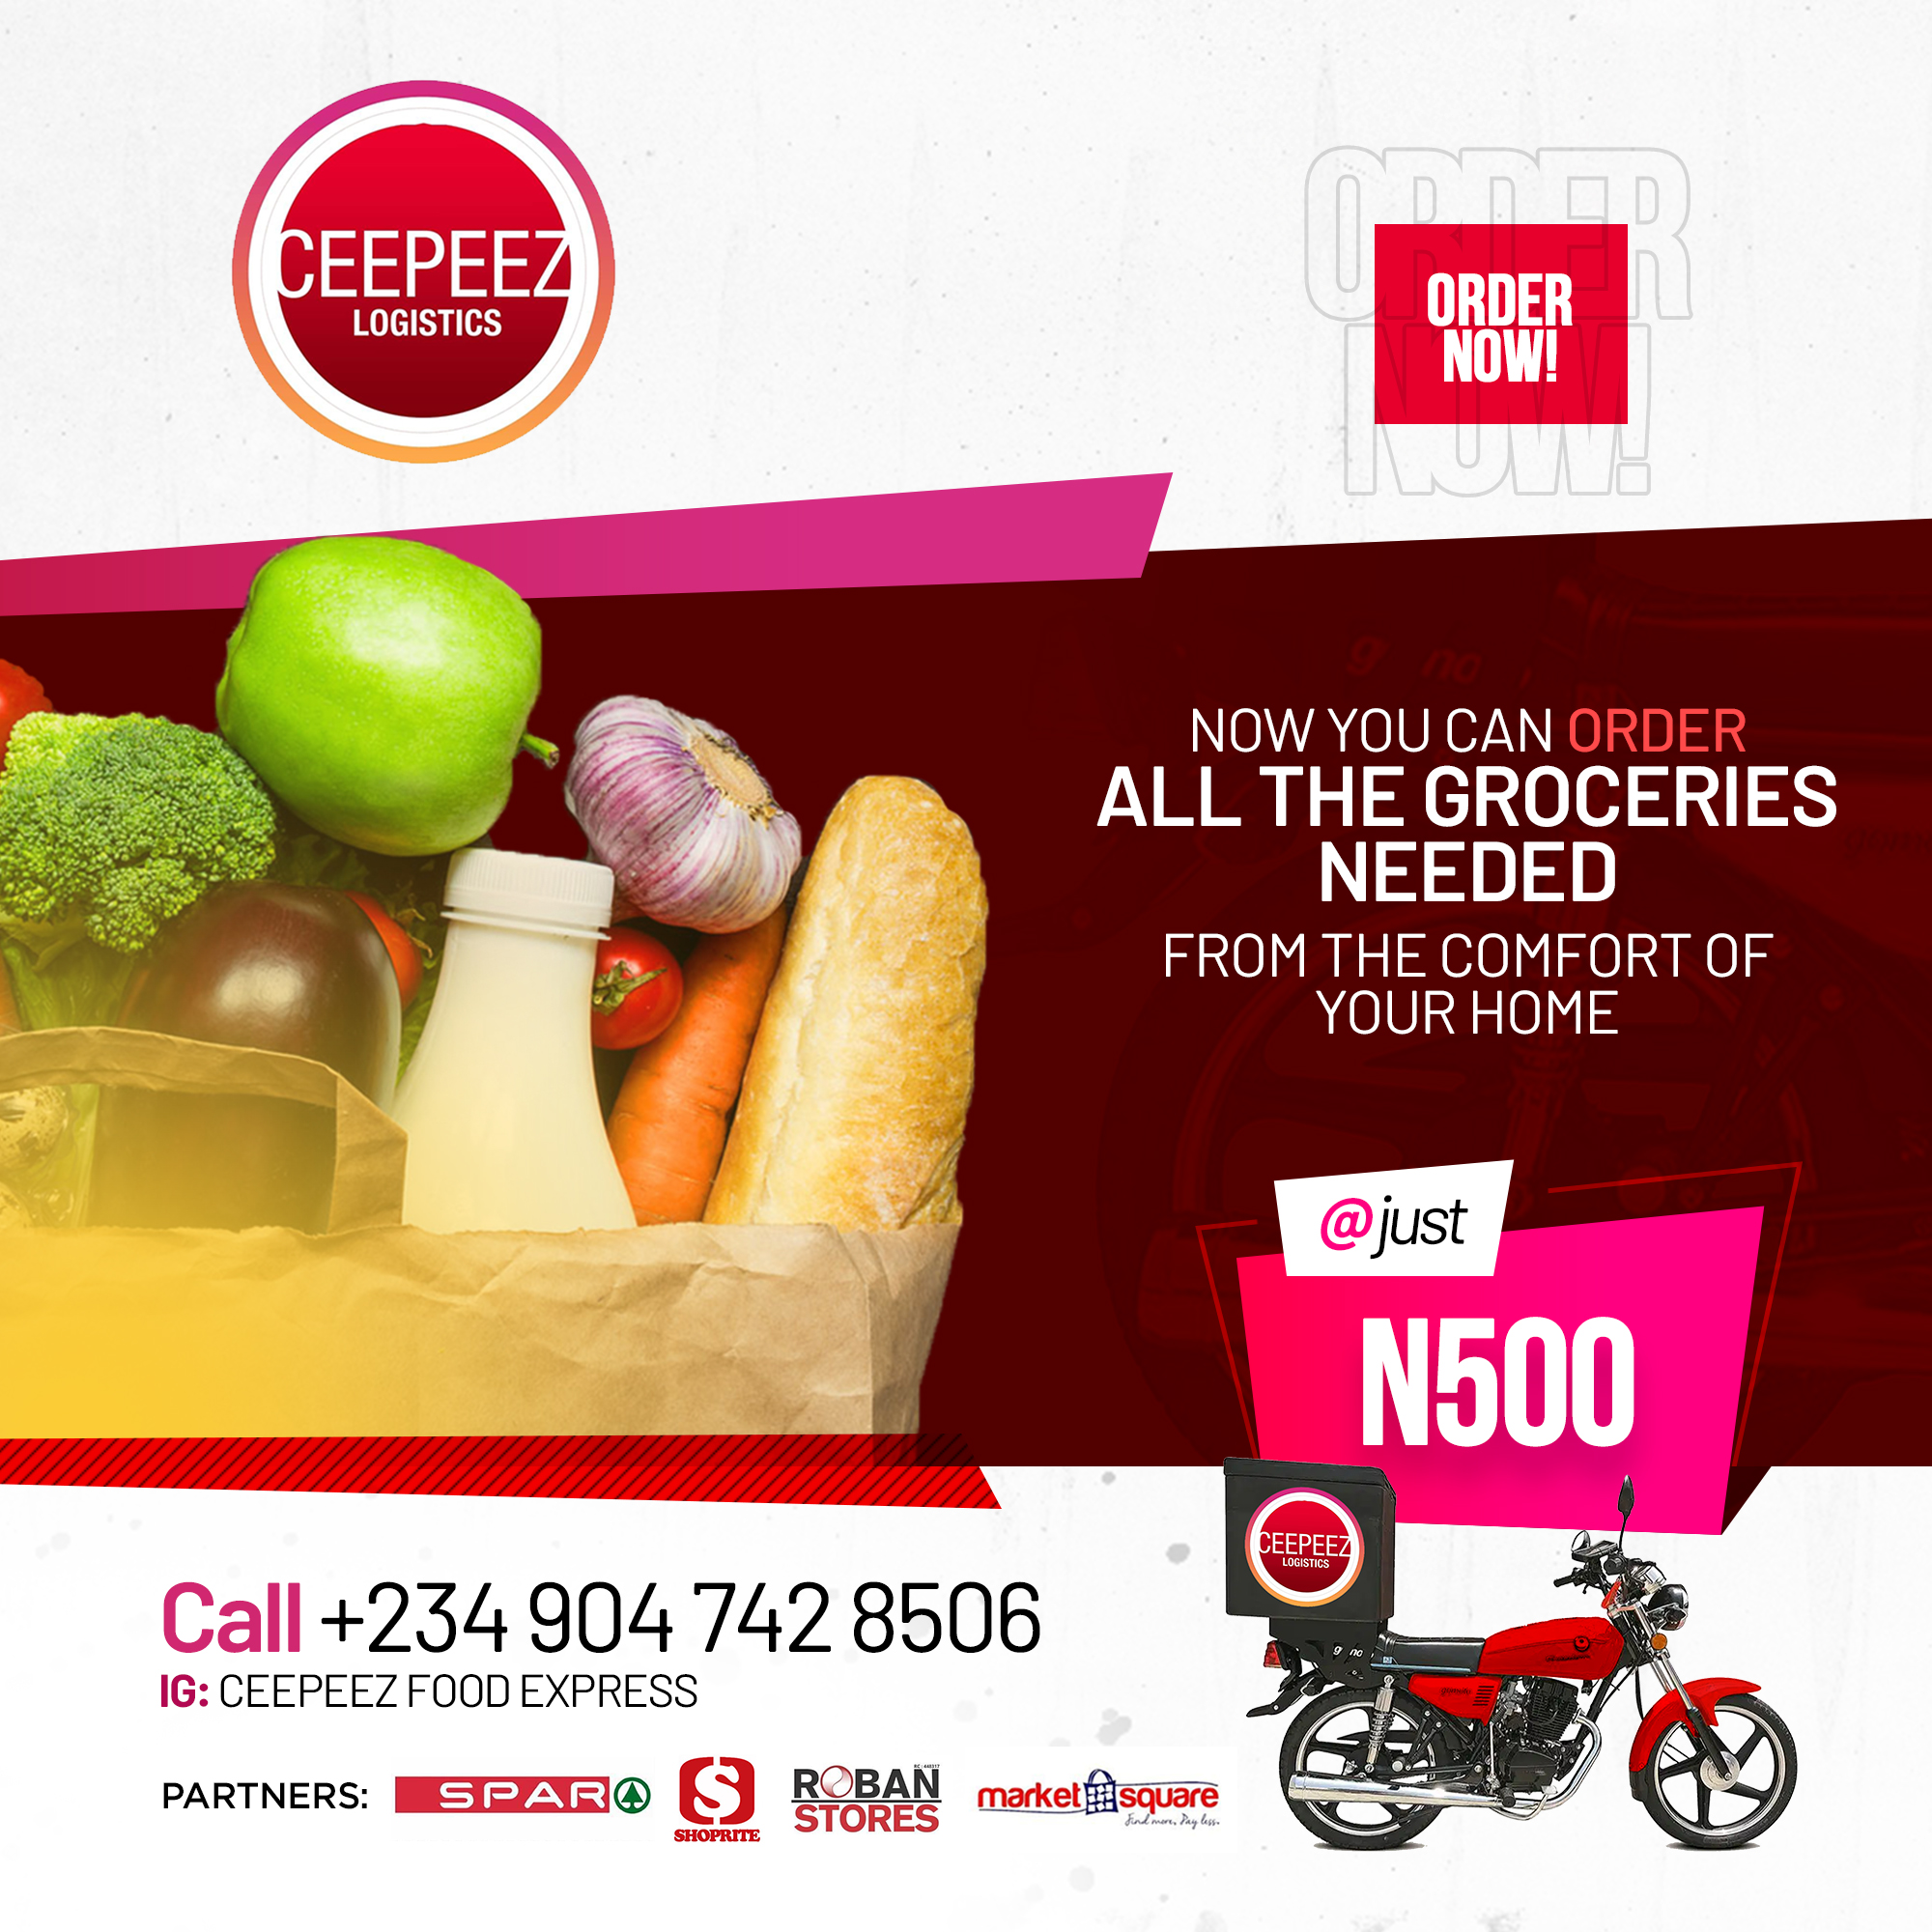 CEEPEEZ
LOGISTICS
ORDER
NOW!
ORDER
NOW!
NOW YOU CAN ORDER
ALL THE GROCERIES
NEEDED
FROM THE COMFORT OF
YOUR HOME
@just
N500
CEEPEEZ
LOGISTICS
Call +234 904 742 8506
IG: CEEPEEZ FOOD EXPRESS
PARTNERS:
SPAR
SHOPRITE
ROBAN
STORES
market square
Find more, Pay less.